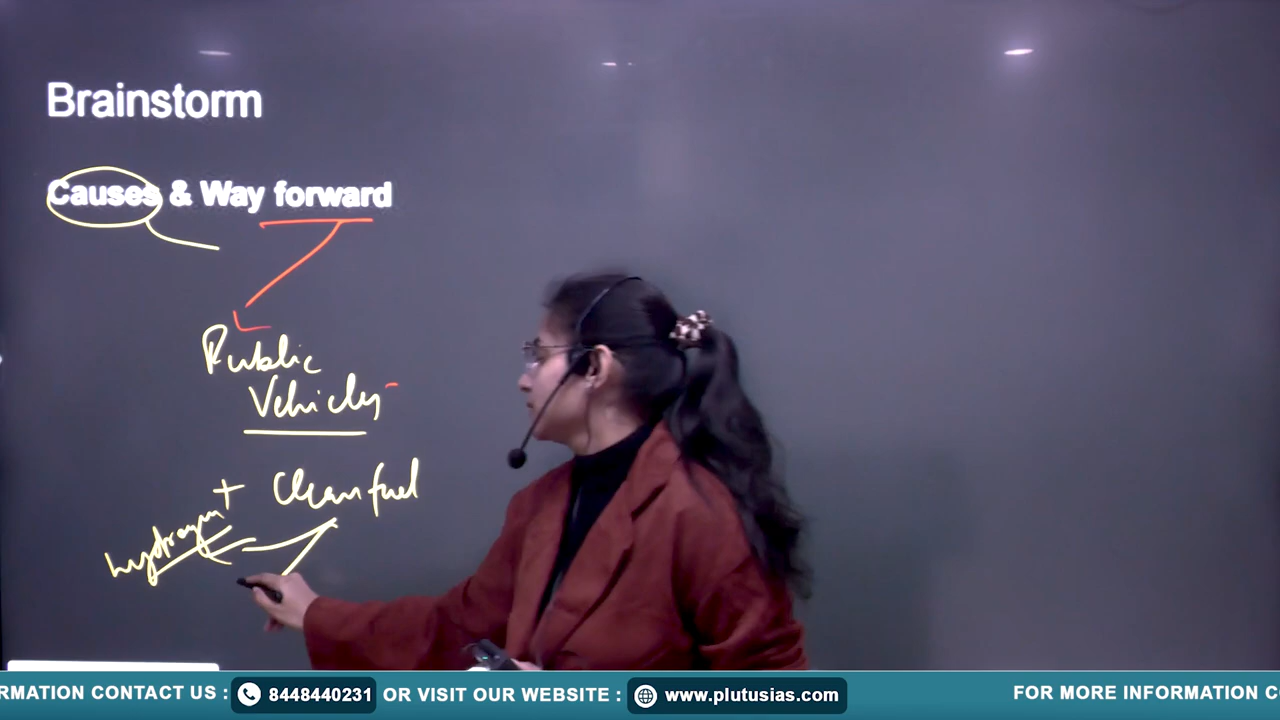 Brainstorm
Causes & Way forward
Public
Vehicles
+ Clean fuel
hydrogen
RMATION CONTACT US : 8448440231 OR VISIT OUR WEBSITE : www.plutusias.com FOR MORE INFORMATION C